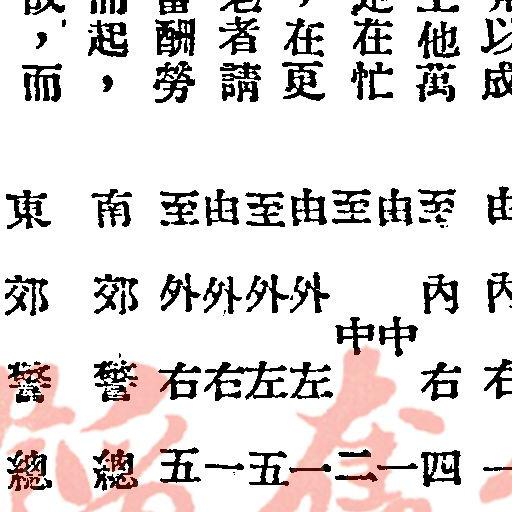 以成
他萬
在忙
在更
者請
酬勞
而起，
，而
由內右一
至內右四
由中一
至中二
由外左一
至外左五
由外右一
至外右五
南郊警總
東郊警總